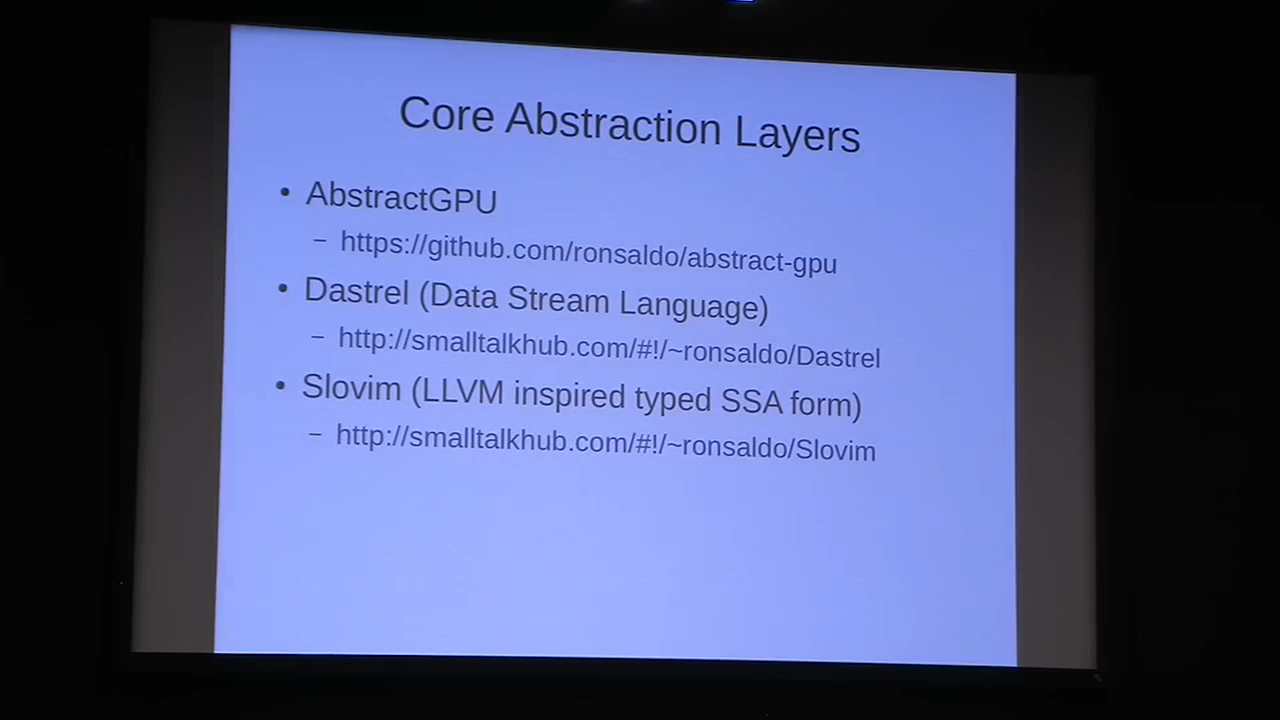 Core Abstraction Layers
• AbstractGPU
– https://github.com/ronsaldo/abstract-gpu
• Dastrel (Data Stream Language)
– http://smalltalkhub.com/#!/~ronsaldo/Dastrel
• Slovim (LLVM inspired typed SSA form)
– http://smalltalkhub.com/#!/~ronsaldo/Slovim